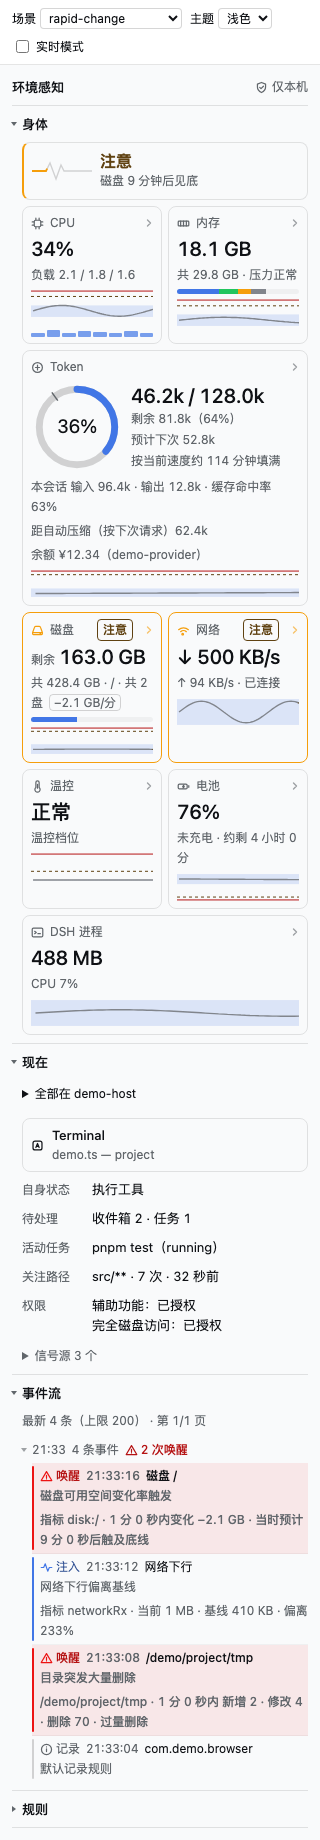 场景 rapid-change 主题 浅色
实时模式
环境感知 仅本机
身体
注意
磁盘 9 分钟后见底
CPU
34%
负载 2.1 / 1.8 / 1.6
内存
18.1 GB
共 29.8 GB · 压力正常
Token
36%
46.2k / 128.0k
剩余 81.8k（64%）
预计下次 52.8k
按当前速度约 114 分钟填满
本会话 输入 96.4k · 输出 12.8k · 缓存命中率
63%
距自动压缩（按下次请求）62.4k
余额 ¥12.34（demo-provider）
磁盘 注意
剩余 163.0 GB
共 428.4 GB · / · 共 2
盘 −2.1 GB/分
网络 注意
↓ 500 KB/s
↑ 94 KB/s · 已连接
温控
正常
温控档位
电池
76%
未充电 · 约剩 4 小时 0
分
DSH 进程
488 MB
CPU 7%
现在
全部在 demo-host
Terminal
demo.ts — project
自身状态 执行工具
待处理 收件箱 2 · 任务 1
活动任务 pnpm test（running）
关注路径 src/** · 7 次 · 32 秒前
权限 辅助功能：已授权
完全磁盘访问：已授权
信号源 3 个
事件流
最新 4 条（上限 200） · 第 1/1 页
21:33 4 条事件 2 次唤醒
唤醒 21:33:16 磁盘 /
磁盘可用空间变化率触发
指标 disk:/ · 1 分 0 秒内变化 −2.1 GB · 当时预计
9 分 0 秒后触及底线
注入 21:33:12 网络下行
网络下行偏离基线
指标 networkRx · 当前 1 MB · 基线 410 KB · 偏离
233%
唤醒 21:33:08 /demo/project/tmp
目录突发大量删除
/demo/project/tmp · 1 分 0 秒内 新增 2 · 修改 4
· 删除 70 · 过量删除
记录 21:33:04 com.demo.browser
默认记录规则
规则